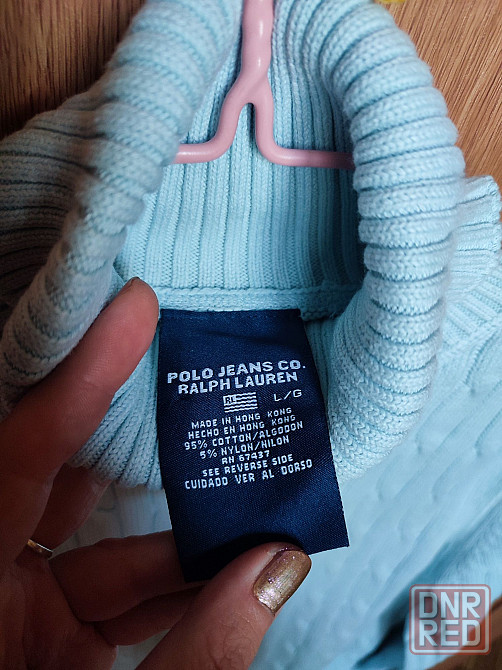 POLO JEANS CO.
RALPH LAUREN
RL L/G
MADE IN HONG KONG
HECHO EN HONG KONG
95% COTTON/ALGODON
5% NYLON/NILON
RN 67437
SEE REVERSE SIDE
CUIDADO VER AL DORSO
DNR
RED